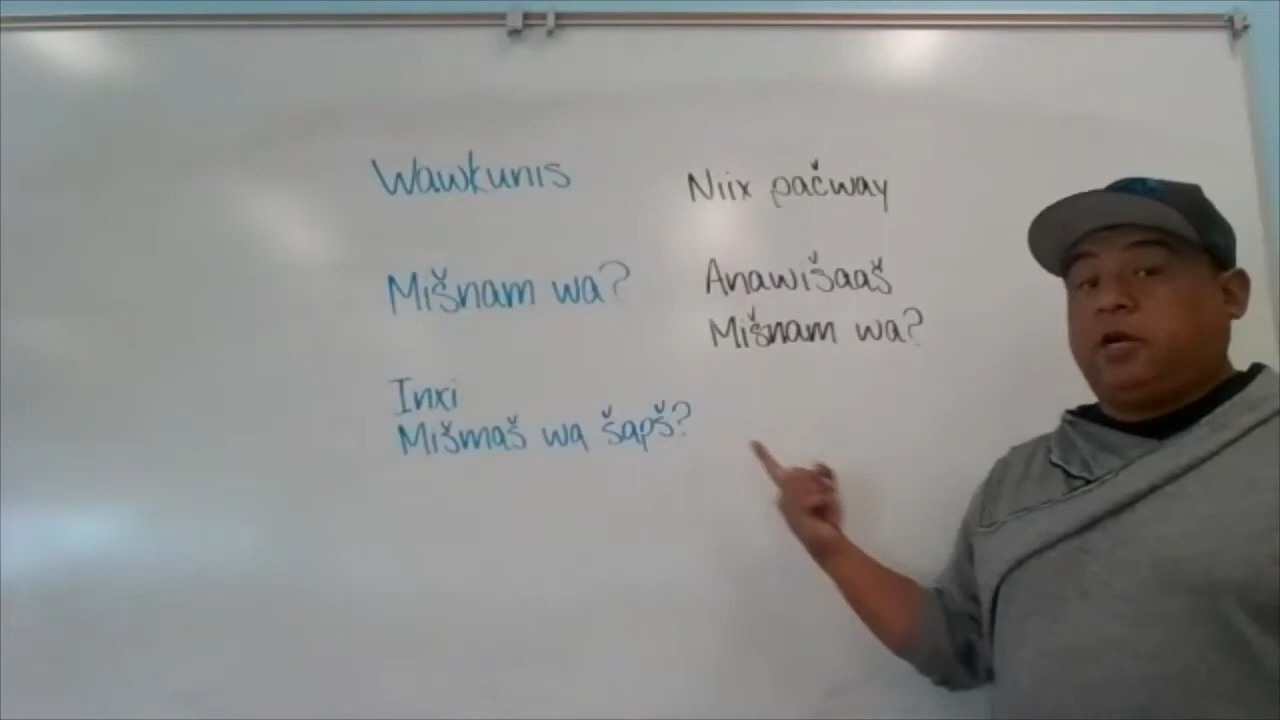 Wawkunis
Niix pačway
Mišnam wa?
Anawišaaš
Mišnam wa?
Inxi
Mišmaš wa šapš?